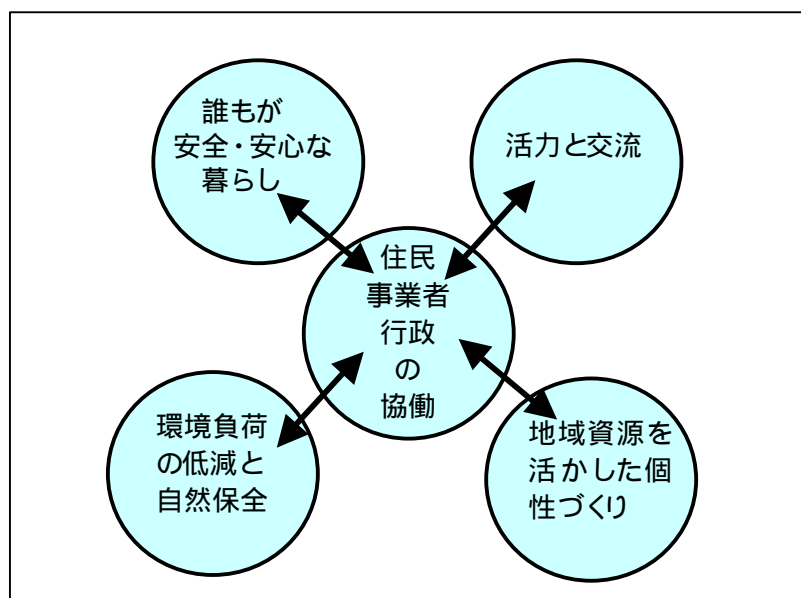 誰もが
安全・安心な
暮らし
活力と交流
住民
事業者
行政
の
協働
環境負荷
の低減と
自然保全
地域資源を
活かした個
性づくり